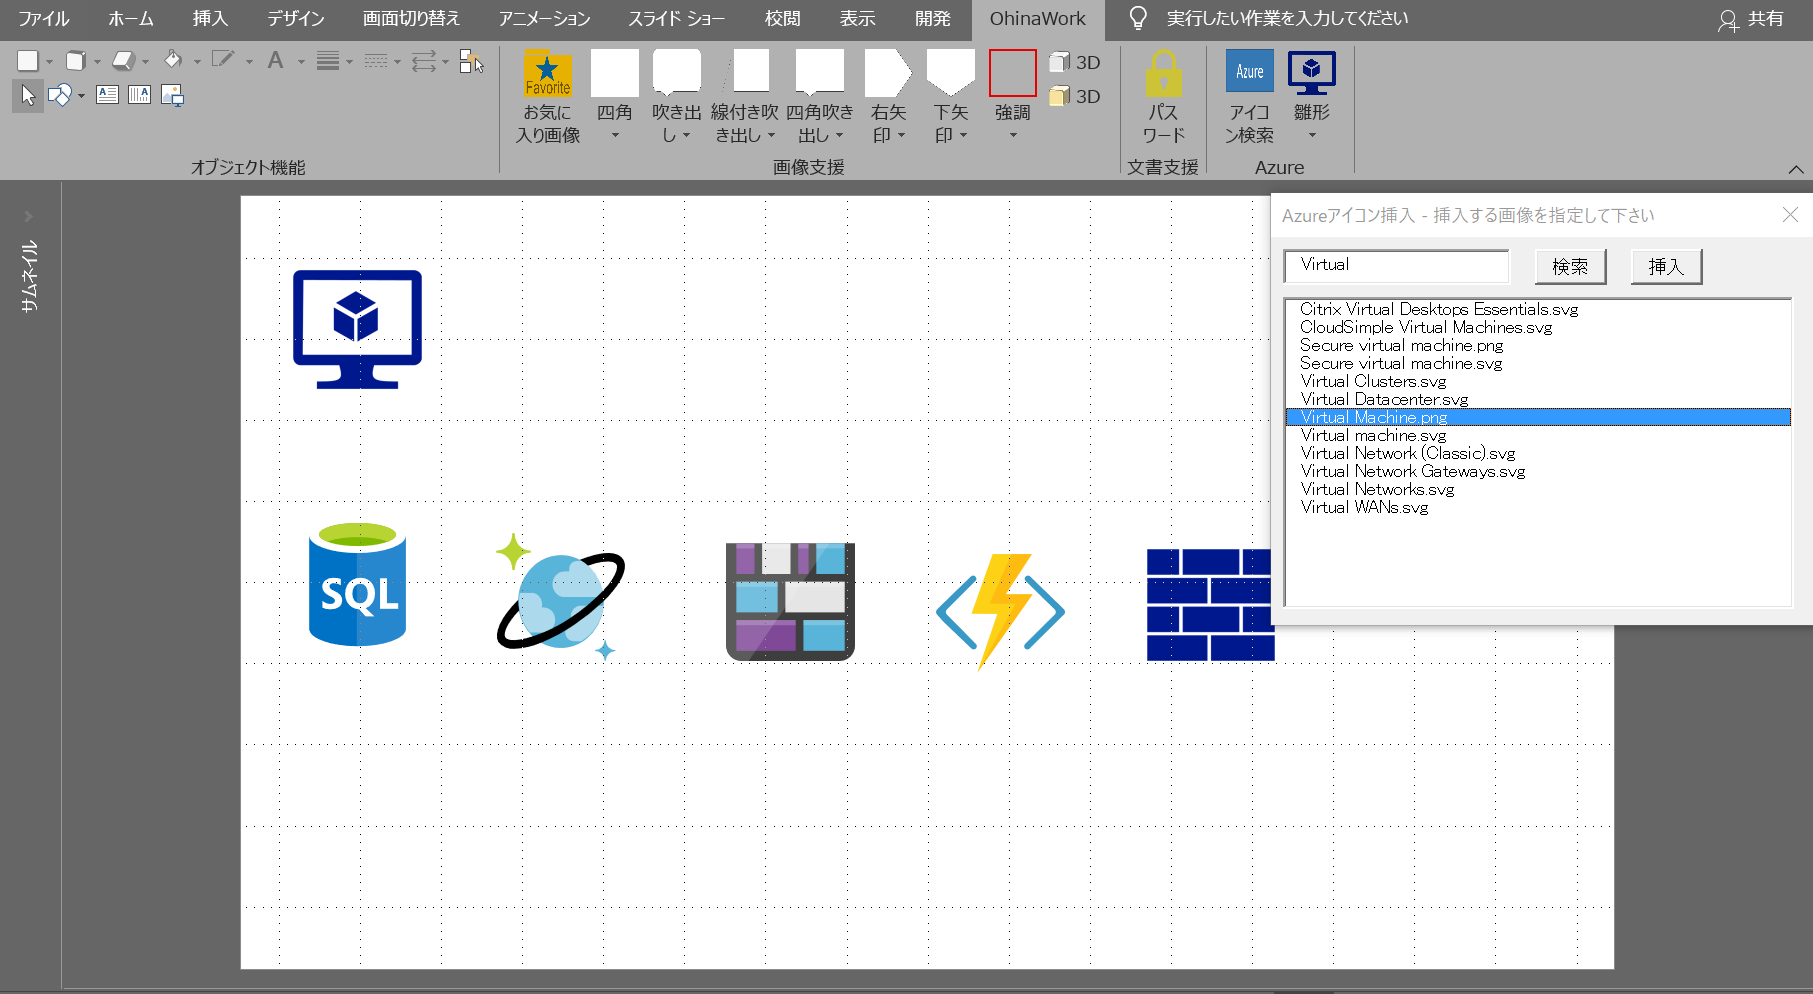 ファイル ホーム 挿入 デザイン 画面切り替え アニメーション スライド ショー 校閲 表示 開発 OhinaWork 実行したい作業を入力してください 共有
A
A
A
オブジェクト機能
Favorite
お気に
入り画像
四角
吹き出
し
線付き吹
き出し
四角吹き
出し
右矢
印
下矢
印
強調
3D
3D
画像支援
パス
ワード
文書支援
Azure
アイコ
ン検索
雛形
Azure
サムネイル
SQL
Azureアイコン挿入 - 挿入する画像を指定して下さい
Virtual
検索
挿入
Citrix Virtual Desktops Essentials.svg
CloudSimple Virtual Machines.svg
Secure virtual machine.png
Secure virtual machine.svg
Virtual Clusters.svg
Virtual Datacenter.svg
Virtual Machine.png
Virtual machine.svg
Virtual Network (Classic).svg
Virtual Network Gateways.svg
Virtual Networks.svg
Virtual WANs.svg